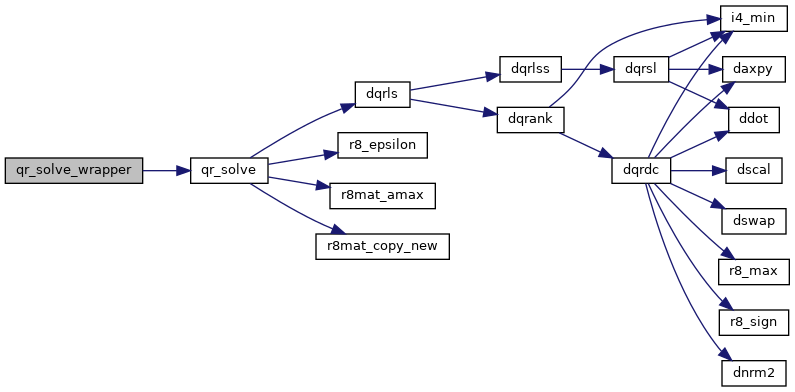 qr_solve_wrapper
qr_solve
dqrls
r8_epsilon
r8mat_amax
r8mat_copy_new
dqrlss
dqrank
dqrsl
dqrdc
i4_min
daxpy
ddot
dscal
dswap
r8_max
r8_sign
dnrm2